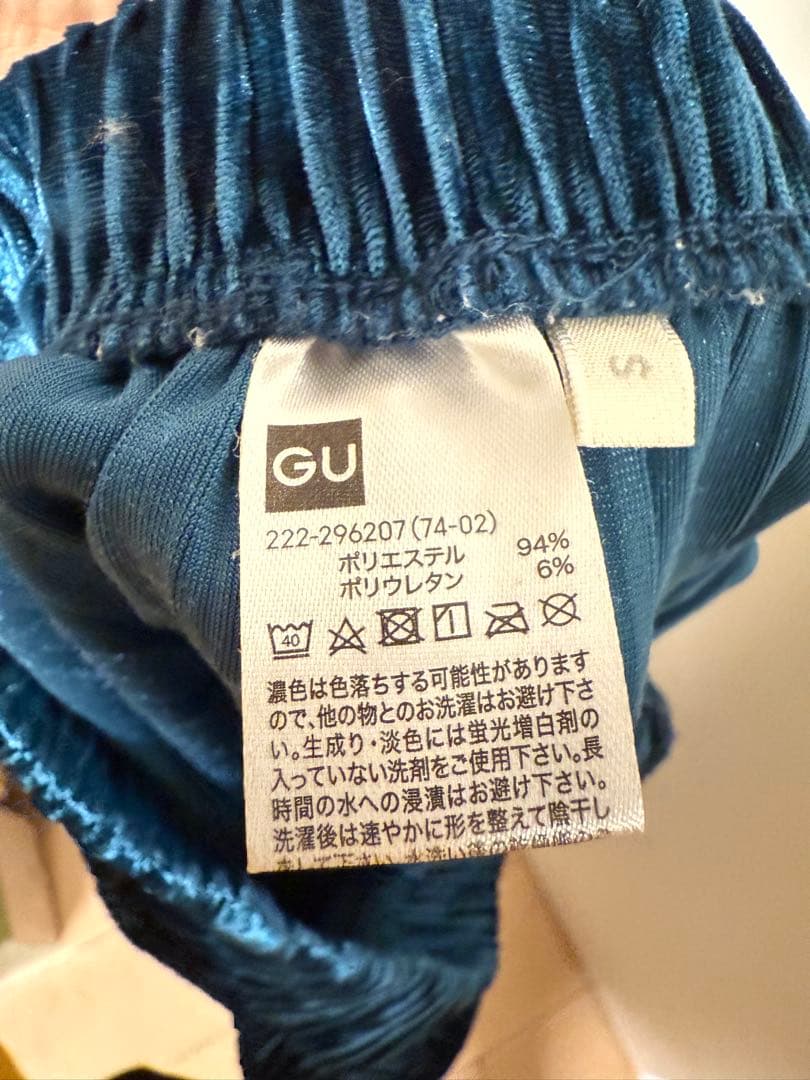 GU
S
222-296207(74-02)
ポリエステル 94%
ポリウレタン 6%
40
濃色は色落ちする可能性があります
ので、他の物とのお洗濯はお避け下さ
い。生成り・淡色には蛍光増白剤の
入っていない洗剤をご使用下さい。長
時間の水への浸漬はお避け下さい。
洗濯後は速やかに形を整えて陰干し